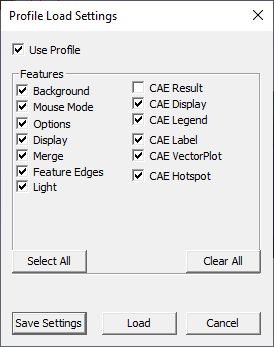 Profile Load Settings
Use Profile
Features
Background
Mouse Mode
Options
Display
Merge
Feature Edges
Light
CAE Result
CAE Display
CAE Legend
CAE Label
CAE VectorPlot
CAE Hotspot
Select All
Clear All
Save Settings
Load
Cancel